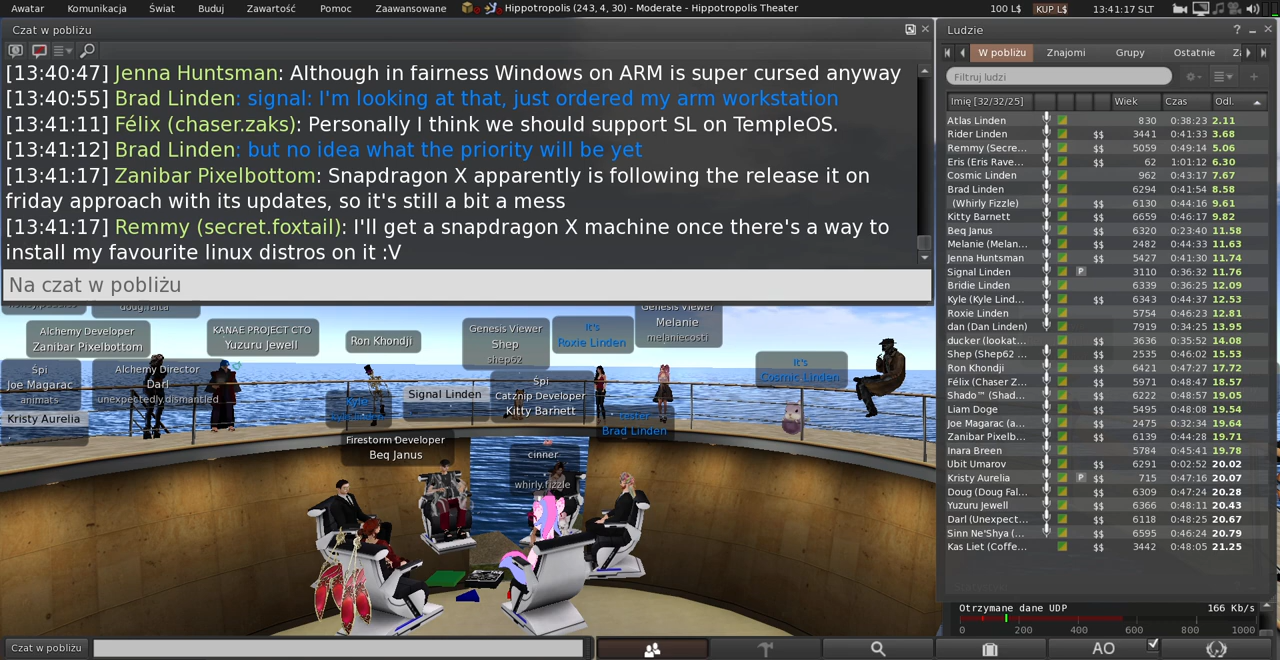 Awatar Komunikacja Świat Buduj Zawartość Pomoc Zaawansowane Hippotropolis (243, 4, 30) - Moderate - Hippotropolis Theater 100 L$ KUP L$ 13:41:17 SLT
Czat w pobliżu
[13:40:47] Jenna Huntsman: Although in fairness Windows on ARM is super cursed anyway
[13:40:55] Brad Linden: signal: I'm looking at that, just ordered my arm workstation
[13:41:11] Félix (chaser.zaks): Personally I think we should support SL on TempleOS.
[13:41:12] Brad Linden: but no idea what the priority will be yet
[13:41:17] Zanibar Pixelbottom: Snapdragon X apparently is following the release it on
friday approach with its updates, so it's still a bit a mess
[13:41:17] Remmy (secret.foxtail): I'll get a snapdragon X machine once there's a way to
install my favourite linux distros on it :V
Na czat w pobliżu
Alchemy Developer
Zanibar Pixelbottom
KANAE PROJECT CTO
Yuzuru Jewell
Ron Khondji
Genesis Viewer
Shep
shep62
It's
Roxie Linden
Genesis Viewer
Melanie
melaniecosti
It's
Cosmic Linden
Śpi
Joe Magarac
animats
Alchemy Director
Darl
unexpectedly.dismantled
Kristy Aurelia
Kyle
Signal Linden
Śpi
Catznip Developer
Kitty Barnett
Brad Linden
Firestorm Developer
Beq Janus
cinner
whirly.fizzle
Ludzie
W pobliżu Znajomi Grupy Ostatnie
Filtruj ludzi
Imię [32/32/25] Wiek Czas Odl.
Atlas Linden 830 0:38:23 2.11
Rider Linden $$ 3441 0:41:33 3.68
Remmy (Secre... $$ 5059 0:49:14 5.06
Eris (Eris Rave... $$ 62 1:01:12 6.30
Cosmic Linden 962 0:43:17 7.67
Brad Linden 6294 0:41:54 8.58
(Whirly Fizzle) $$ 6130 0:44:16 9.61
Kitty Barnett $$ 6659 0:46:17 9.82
Beq Janus $$ 6320 0:23:40 11.58
Melanie (Melan... $$ 2482 0:44:33 11.63
Jenna Huntsman $$ 5427 0:41:30 11.74
Signal Linden P 3110 0:36:32 11.76
Bridie Linden 6339 0:36:25 12.09
Kyle (Kyle Lind... $$ 6343 0:44:37 12.53
Roxie Linden 5754 0:46:23 12.81
dan (Dan Linden) 7919 0:34:25 13.95
ducker (lookat... $$ 3636 0:35:52 14.08
Shep (Shep62 ... $$ 2535 0:46:02 15.53
Ron Khondji $$ 6421 0:47:27 17.72
Félix (Chaser Z... $$ 5971 0:48:47 18.57
Shado™ (Shad... $$ 6222 0:48:57 19.05
Liam Doge $$ 5495 0:48:08 19.54
Joe Magarac (a... $$ 2475 0:32:34 19.64
Zanibar Pixelb... $$ 6139 0:44:28 19.71
Inara Breen 5784 0:45:41 19.78
Ubit Umarov $$ 6291 0:02:52 20.02
Kristy Aurelia P $$ 715 0:47:16 20.07
Doug (Doug Fal... $$ 6309 0:47:24 20.28
Yuzuru Jewell $$ 6366 0:48:11 20.43
Darl (Unexpect... $$ 6118 0:48:25 20.67
Sinn Ne'Shya (... $$ 6595 0:46:24 20.79
Kas Liet (Coffe... $$ 3442 0:48:05 21.25
Otrzymane dane UDP 166 Kb/s
0 200 400 600 800 1000
Czat w pobliżu
AO